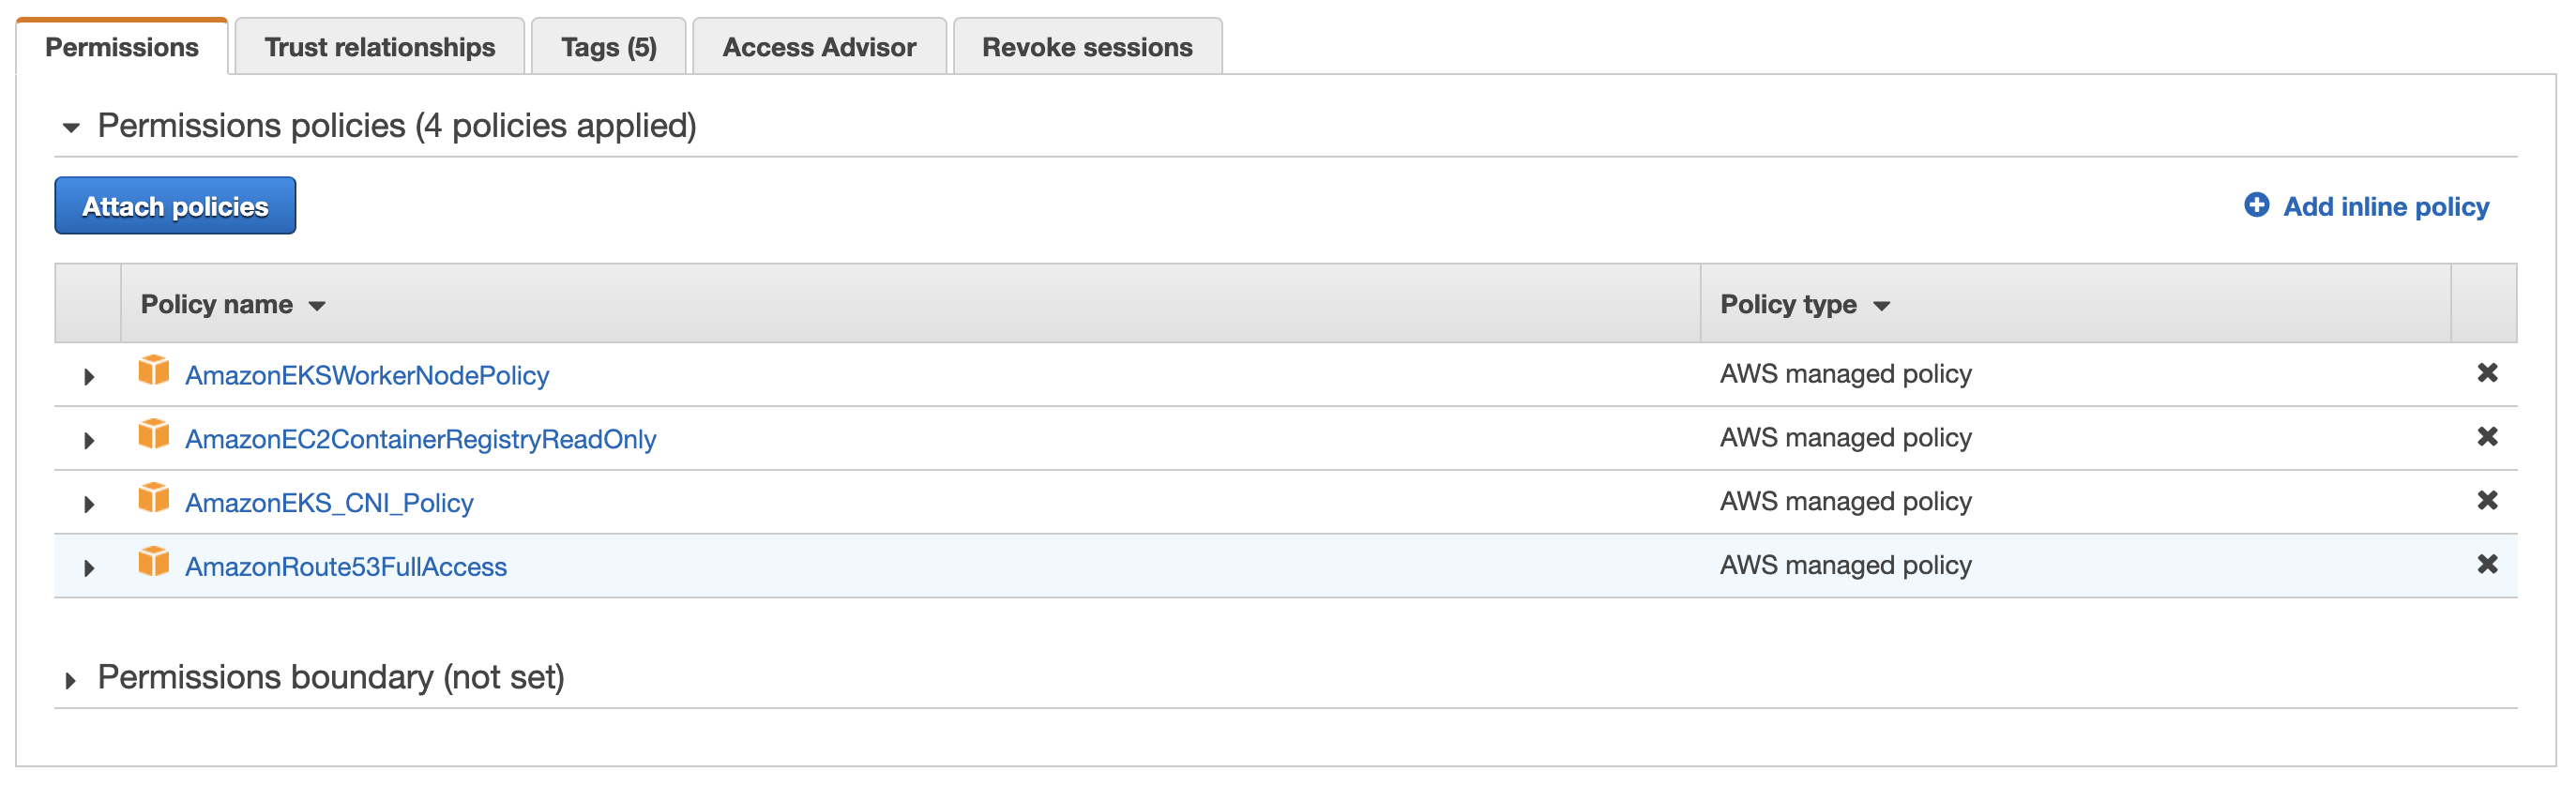 Permissions Trust relationships Tags (5) Access Advisor Revoke sessions
Permissions policies (4 policies applied)
Attach policies Add inline policy
Policy name Policy type
AmazonEKSWorkerNodePolicy AWS managed policy
AmazonEC2ContainerRegistryReadOnly AWS managed policy
AmazonEKS_CNI_Policy AWS managed policy
AmazonRoute53FullAccess AWS managed policy
Permissions boundary (not set)